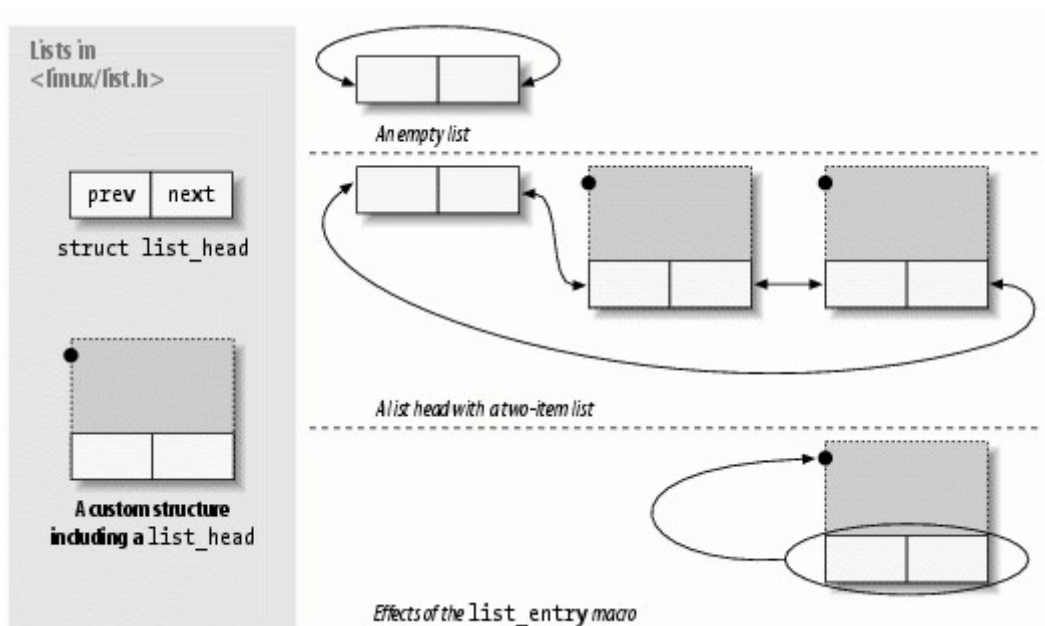 Lists in
<linux/list.h>
prev next
struct list_head
A custom structure
including a list_head
An empty list
A list head with a two-item list
Effects of the list_entry macro